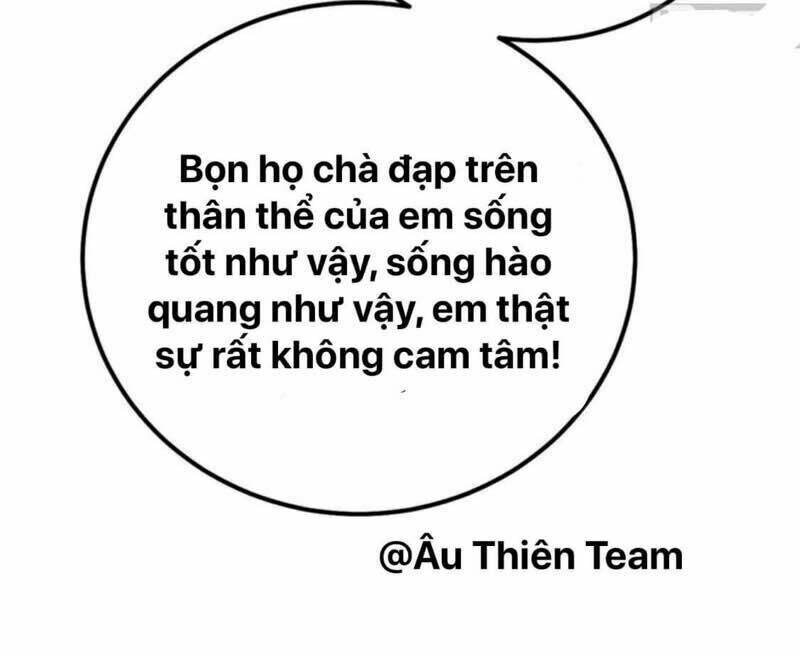 Bọn họ chà đạp trên
thân thể của em sống
tốt như vậy, sống hào
quang như vậy, em thật
sự rất không cam tâm!
@Âu Thiên Team